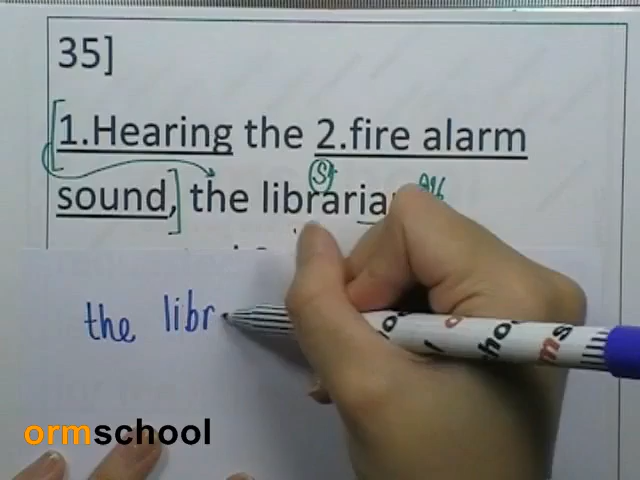 35]
1.Hearing the 2.fire alarm
sound, the librarian
the libr
ormschool